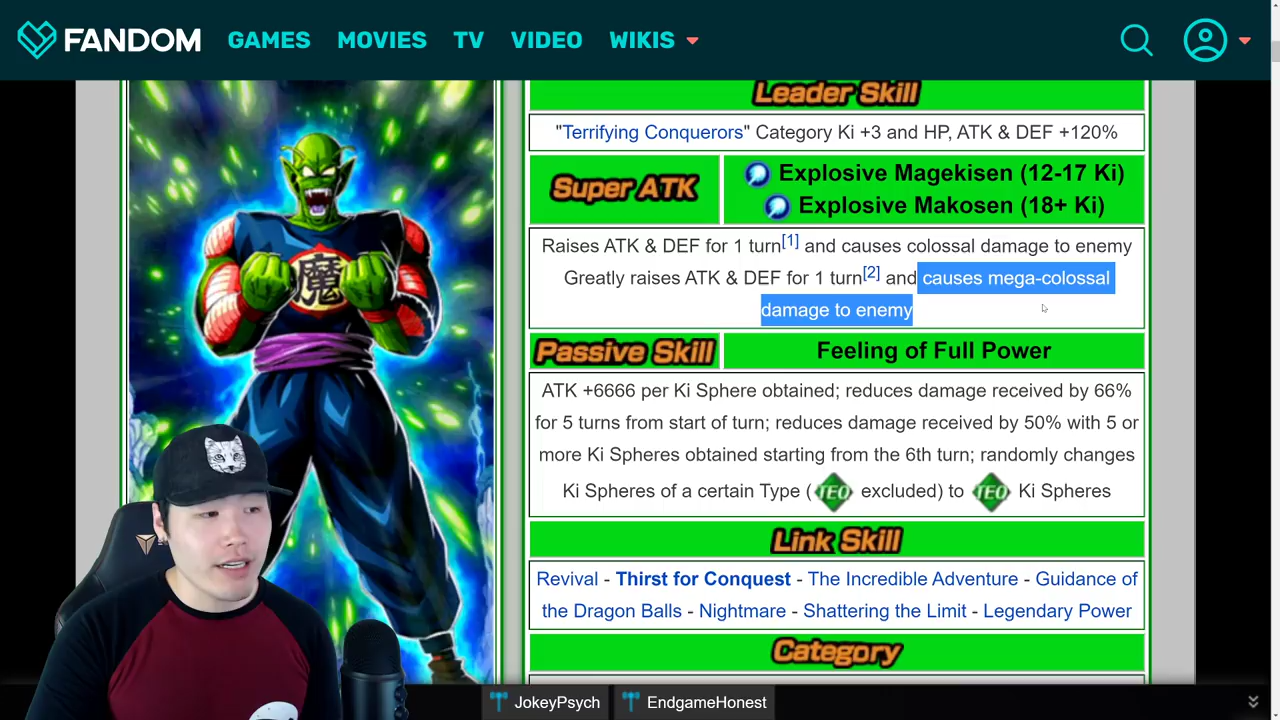 FANDOM GAMES MOVIES TV VIDEO WIKIS
Leader Skill
"Terrifying Conquerors" Category Ki +3 and HP, ATK & DEF +120%
Super ATK
Explosive Magekisen (12-17 Ki)
Explosive Makosen (18+ Ki)
Raises ATK & DEF for 1 turn[1] and causes colossal damage to enemy
Greatly raises ATK & DEF for 1 turn[2] and causes mega-colossal
damage to enemy
Passive Skill
Feeling of Full Power
ATK +6666 per Ki Sphere obtained; reduces damage received by 66%
for 5 turns from start of turn; reduces damage received by 50% with 5 or
more Ki Spheres obtained starting from the 6th turn; randomly changes
Ki Spheres of a certain Type (TEQ excluded) to TEQ Ki Spheres
Link Skill
Revival - Thirst for Conquest - The Incredible Adventure - Guidance of
the Dragon Balls - Nightmare - Shattering the Limit - Legendary Power
Category
魔
JokeyPsych EndgameHonest